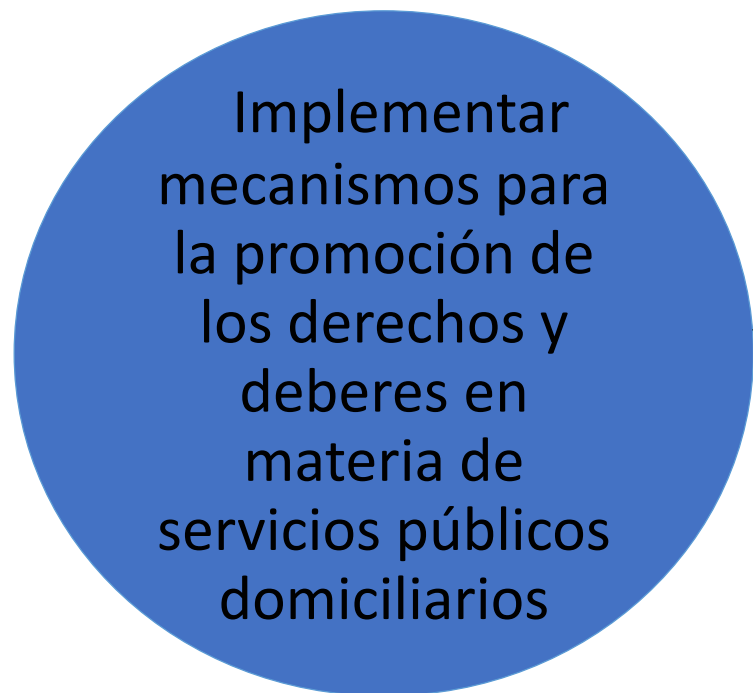 Implementar
mecanismos para
la promoción de
los derechos y
deberes en
materia de
servicios públicos
domiciliarios